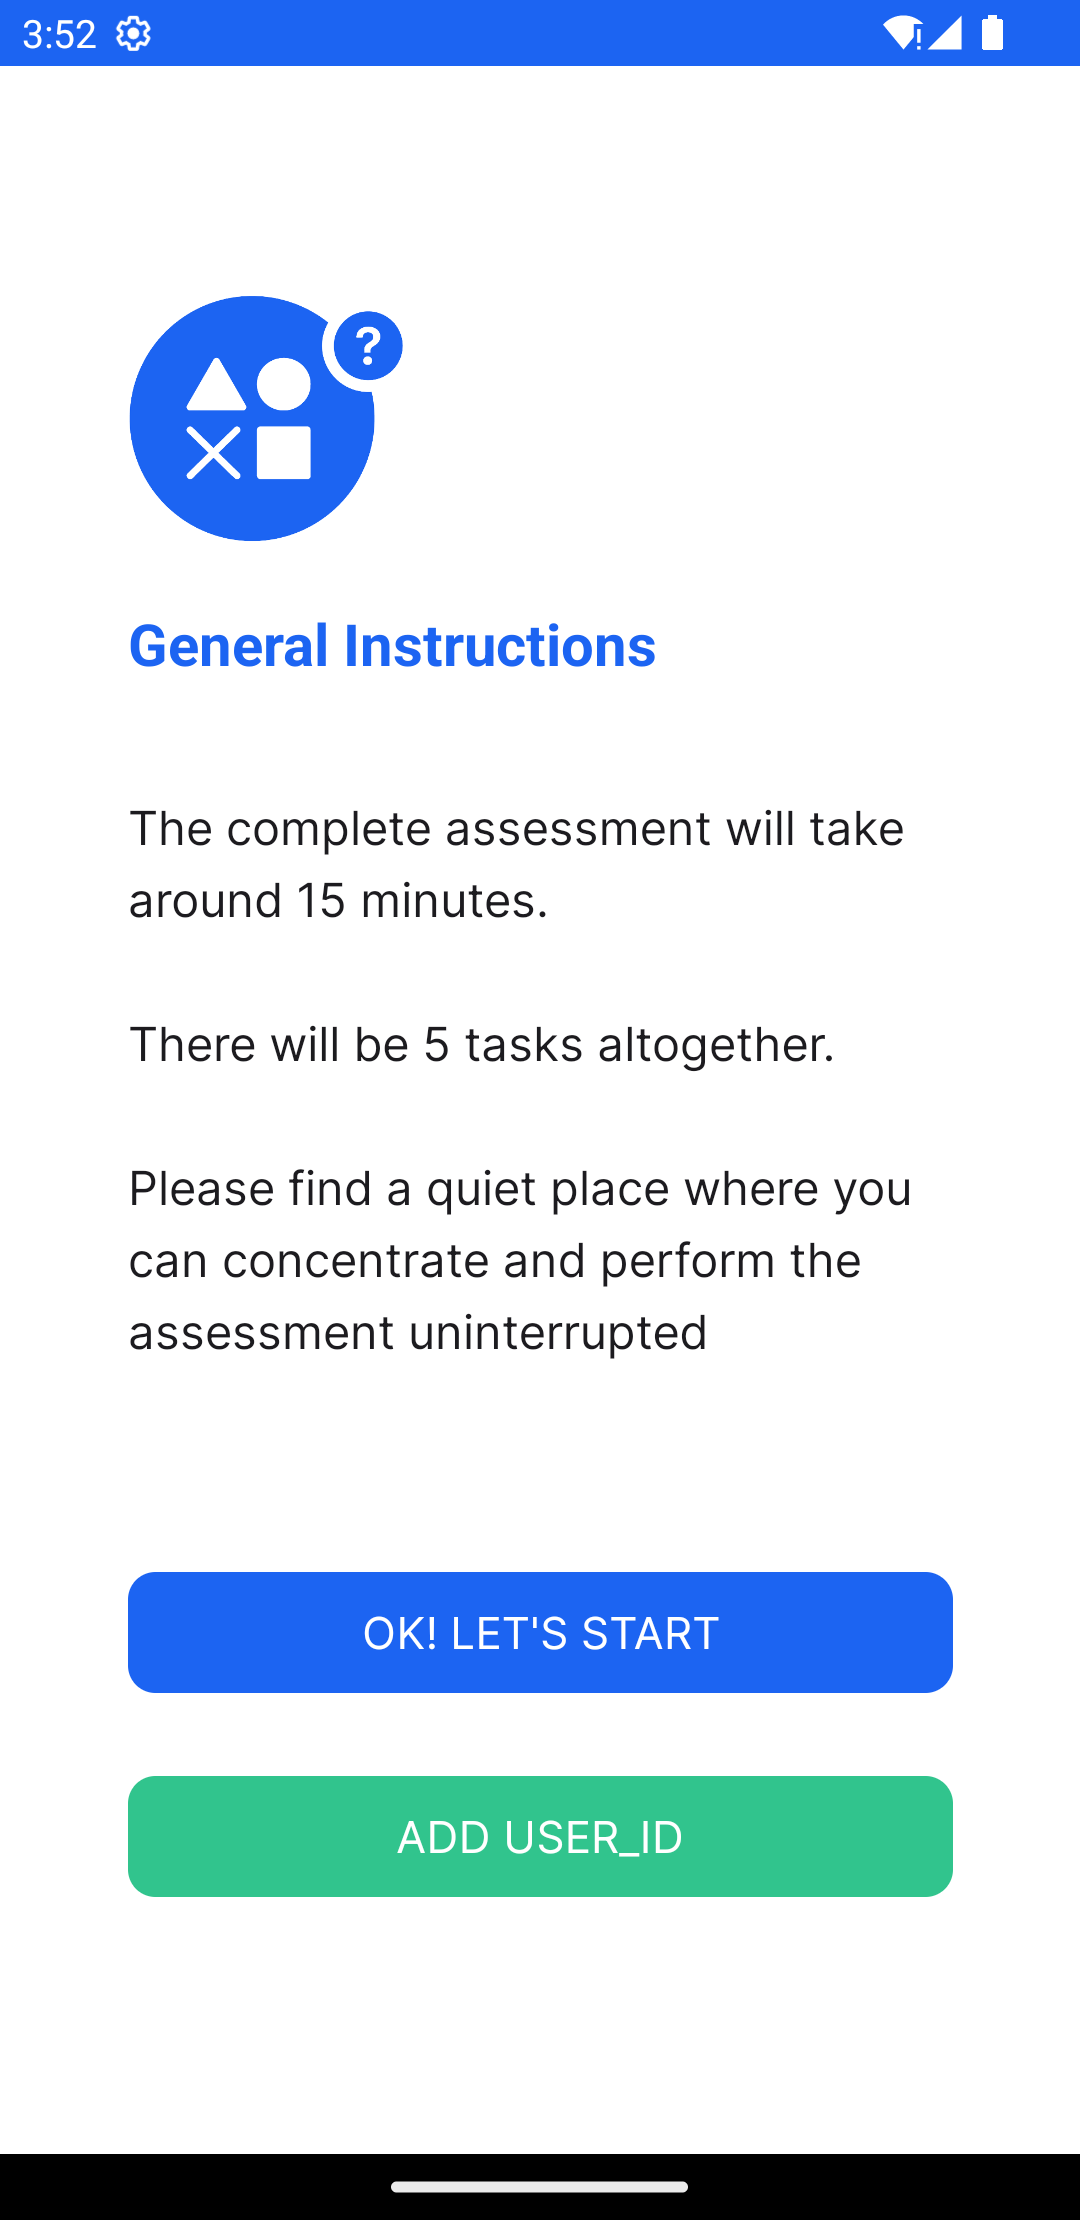 3:52
?
General Instructions
The complete assessment will take
around 15 minutes.
There will be 5 tasks altogether.
Please find a quiet place where you
can concentrate and perform the
assessment uninterrupted
OK! LET'S START
ADD USER_ID